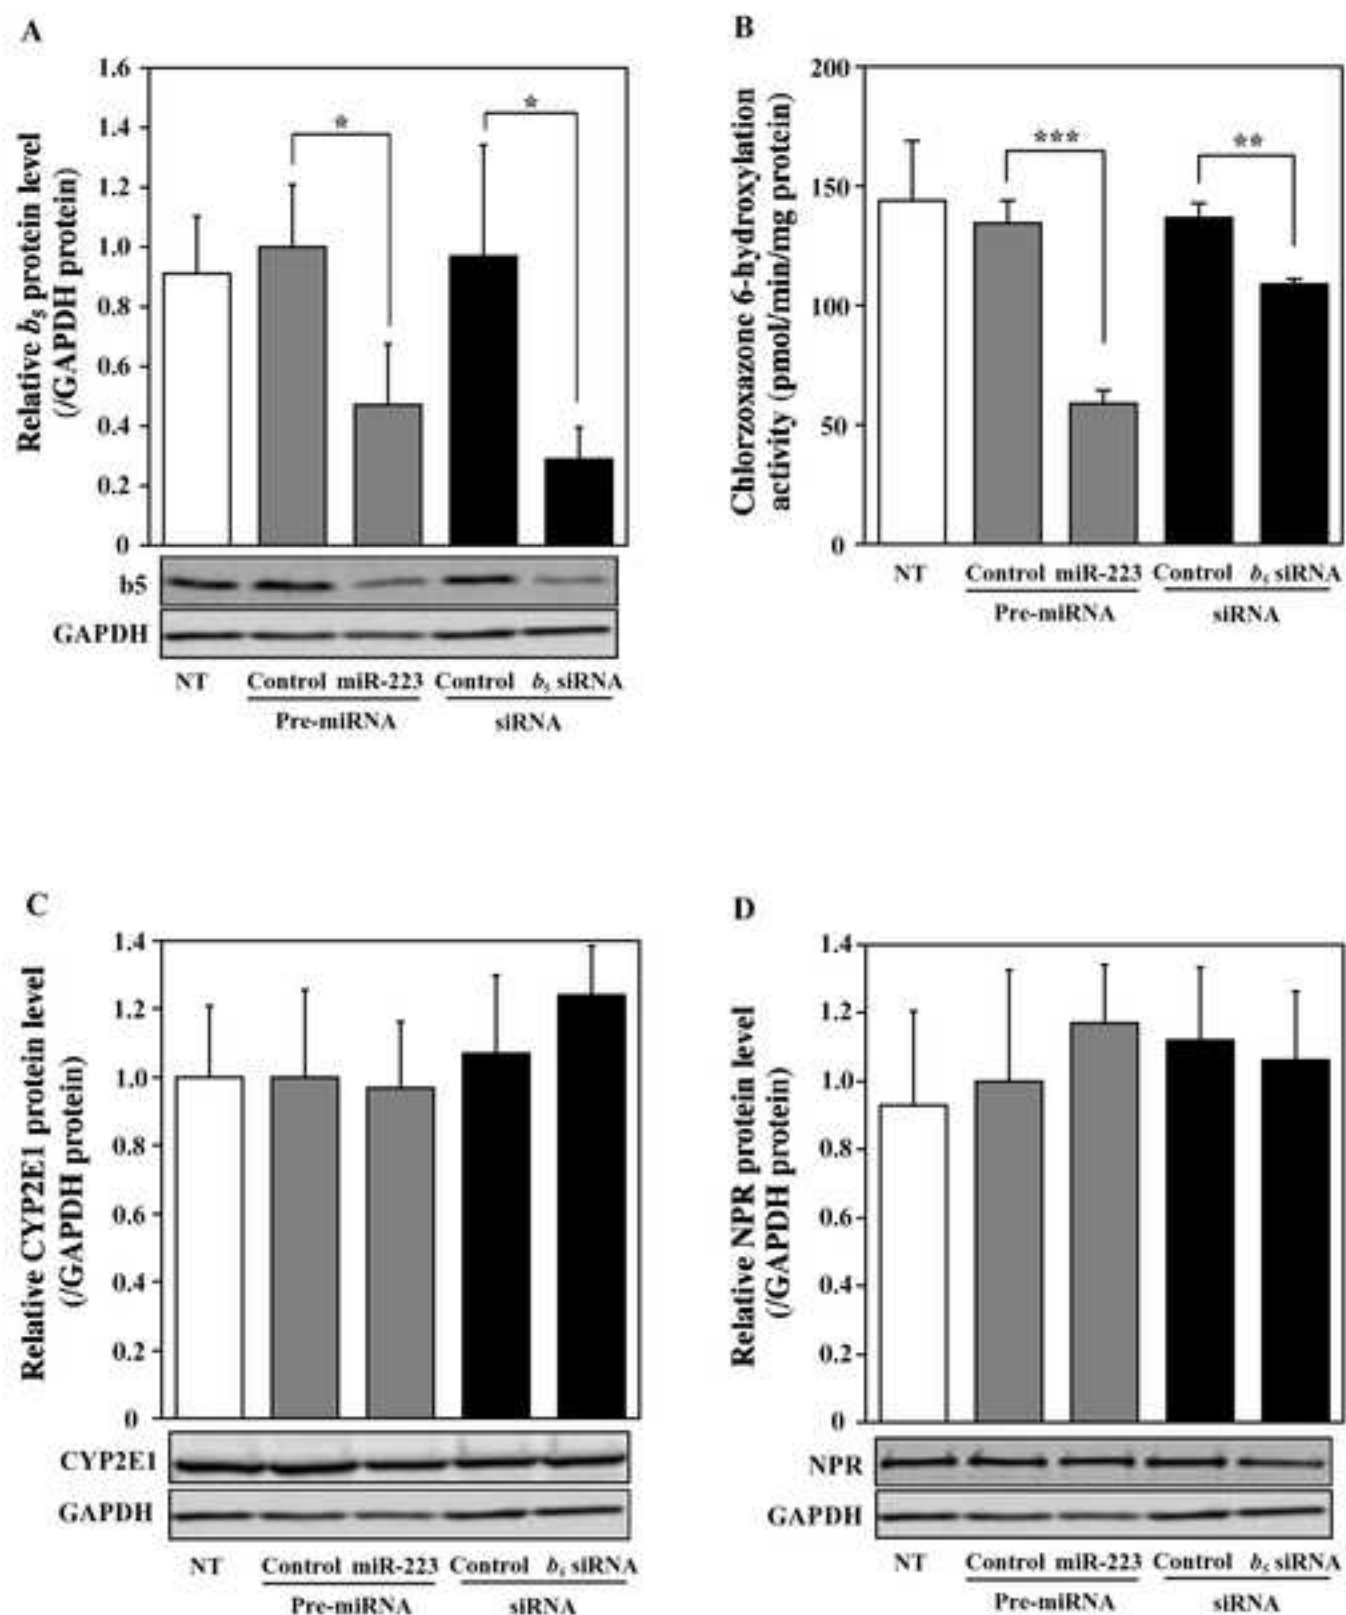 A
Relative b5 protein level
(/GAPDH protein)
1.6
1.4
1.2
1.0
0.8
0.6
0.4
0.2
0
*
*
b5
GAPDH
NT Control miR-223 Control b5 siRNA
Pre-miRNA siRNA
B
Chlorzxazone 6-hydroxylation
activity (pmol/min/mg protein)
200
150
100
50
0
***
**
NT Control miR-223 Control b5 siRNA
Pre-miRNA siRNA
C
Relative CYP2E1 protein level
(/GAPDH protein)
1.4
1.2
1.0
0.8
0.6
0.4
0.2
0
CYP2E1
GAPDH
NT Control miR-223 Control b5 siRNA
Pre-miRNA siRNA
D
Relative NPR protein level
(/GAPDH protein)
1.4
1.2
1.0
0.8
0.6
0.4
0.2
0
NPR
GAPDH
NT Control miR-223 Control b5 siRNA
Pre-miRNA siRNA